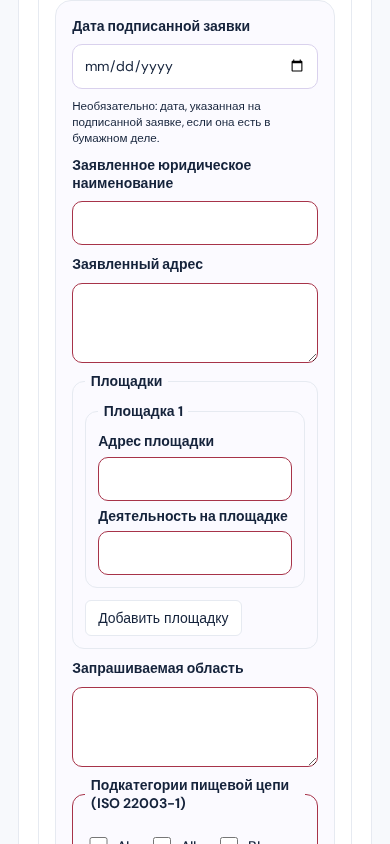 Дата подписанной заявки
mm/dd/yyyy
Необязательно: дата, указанная на
подписанной заявке, если она есть в
бумажном деле.
Заявленное юридическое
наименование
Заявленный адрес
Площадки
Площадка 1
Адрес площадки
Деятельность на площадке
Добавить площадку
Запрашиваемая область
Подкатегории пищевой цепи
(ISO 22003-1)